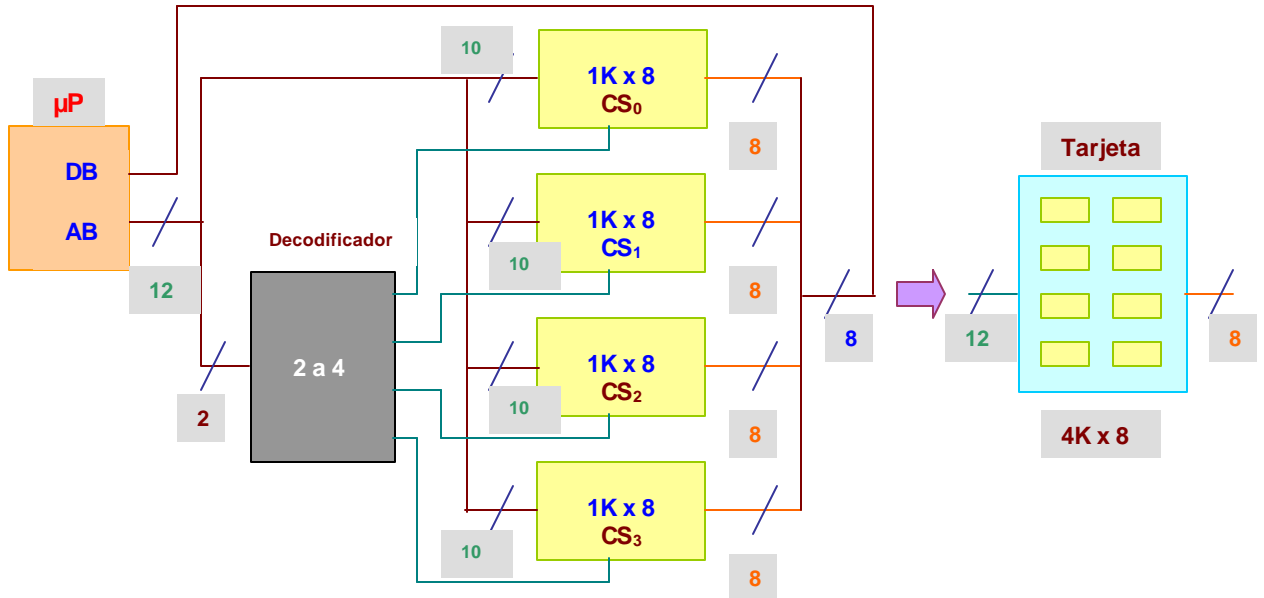 µP
DB
AB
12
Decodificador
2 a 4
2
10
1K x 8
CS₀
8
10
1K x 8
CS₁
8
10
1K x 8
CS₂
8
10
1K x 8
CS₃
8
8
Tarjeta
12
8
4K x 8